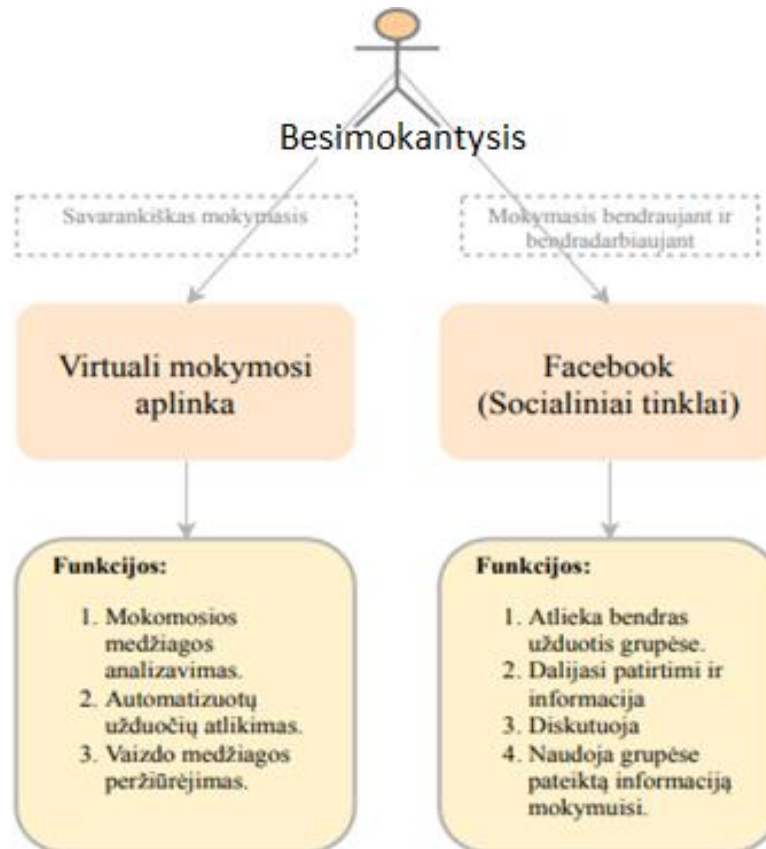 Besimokantysis
Savarankiškas mokymasis
Mokymasis bendraujant ir
bendradarbiaujant
Virtuali mokymosi
aplinka
Facebook
(Socialiniai tinklai)
Funkcijos:
1. Mokomosios
medžiagos
analizavimas.
2. Automatizuotų
užduočių atlikimas.
3. Vaizdo medžiagos
peržiūrėjimas.
Funkcijos:
1. Atlieka bendras
užduotis grupėse.
2. Dalijasi patirtimi ir
informacija
3. Diskutuoja
4. Naudoja grupėse
pateiktą informaciją
mokymuisi.